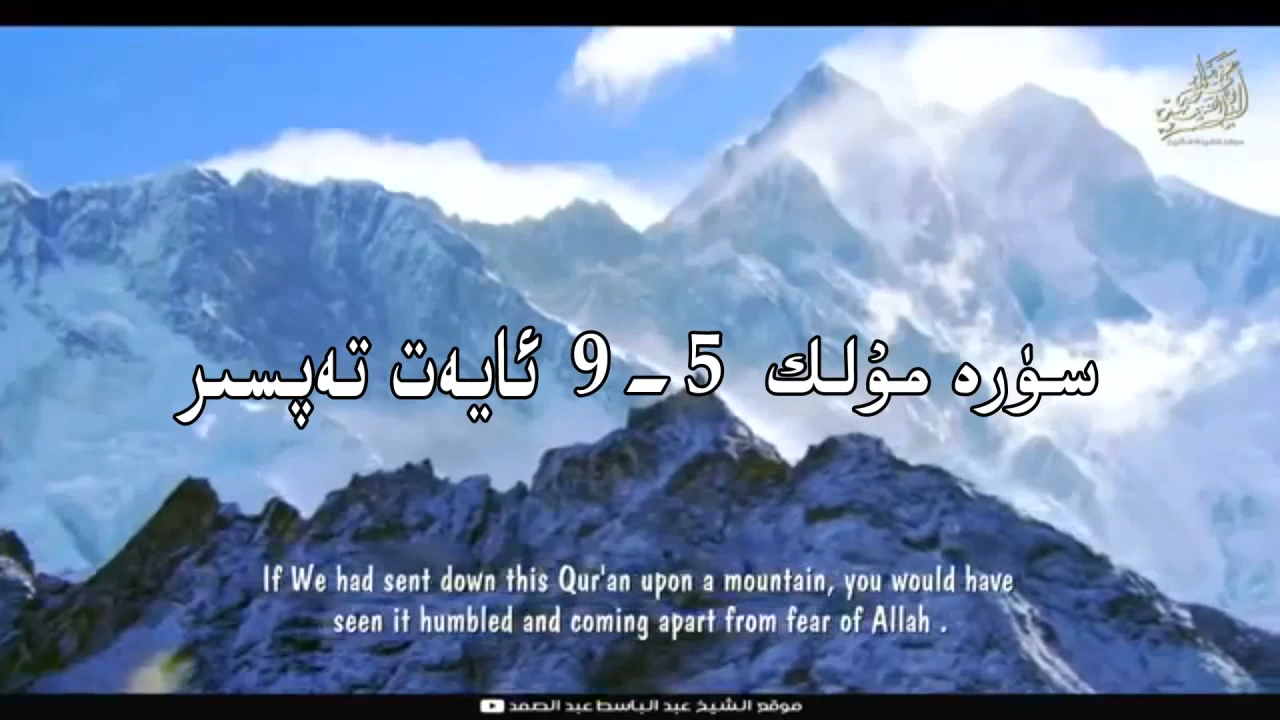 سۈرە مۇلك 5 ـ 9 ئايەت تەپسىر
If We had sent down this Qur'an upon a mountain, you would have
seen it humbled and coming apart from fear of Allah .
موقع الشيخ عبد الباسط عبد الصمد